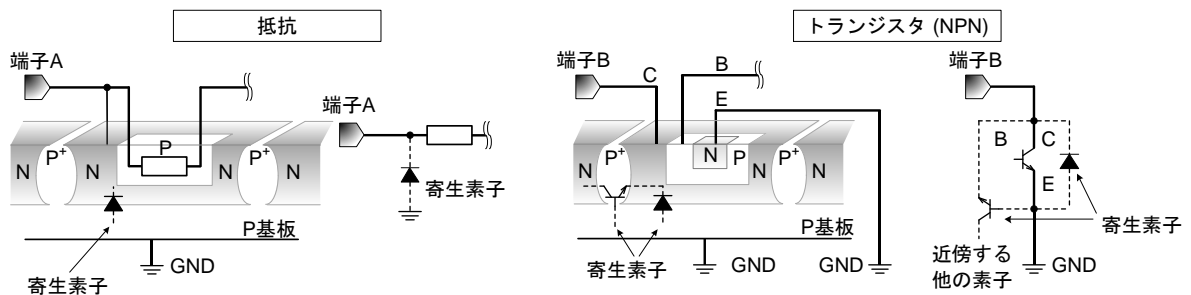 抵抗
トランジスタ (NPN)
端子A
端子A
N
P+
N
P
N
P+
N
寄生素子
P基板
GND
寄生素子
端子B
C
B
E
N
P+
N
N
P
P+
N
P基板
GND
GND
寄生素子
端子B
B
C
E
寄生素子
近傍する
他の素子
GND